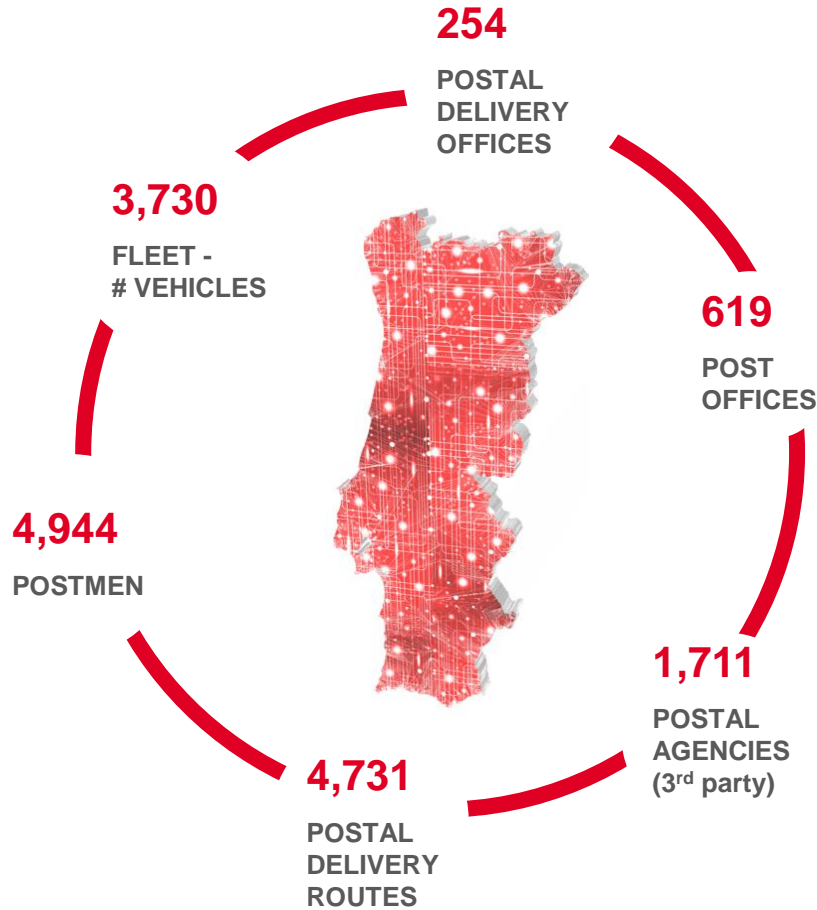 254
POSTAL
DELIVERY
OFFICES
619
POST
OFFICES
1,711
POSTAL
AGENCIES
(3rd party)
4,731
POSTAL
DELIVERY
ROUTES
4,944
POSTMEN
3,730
FLEET -
# VEHICLES